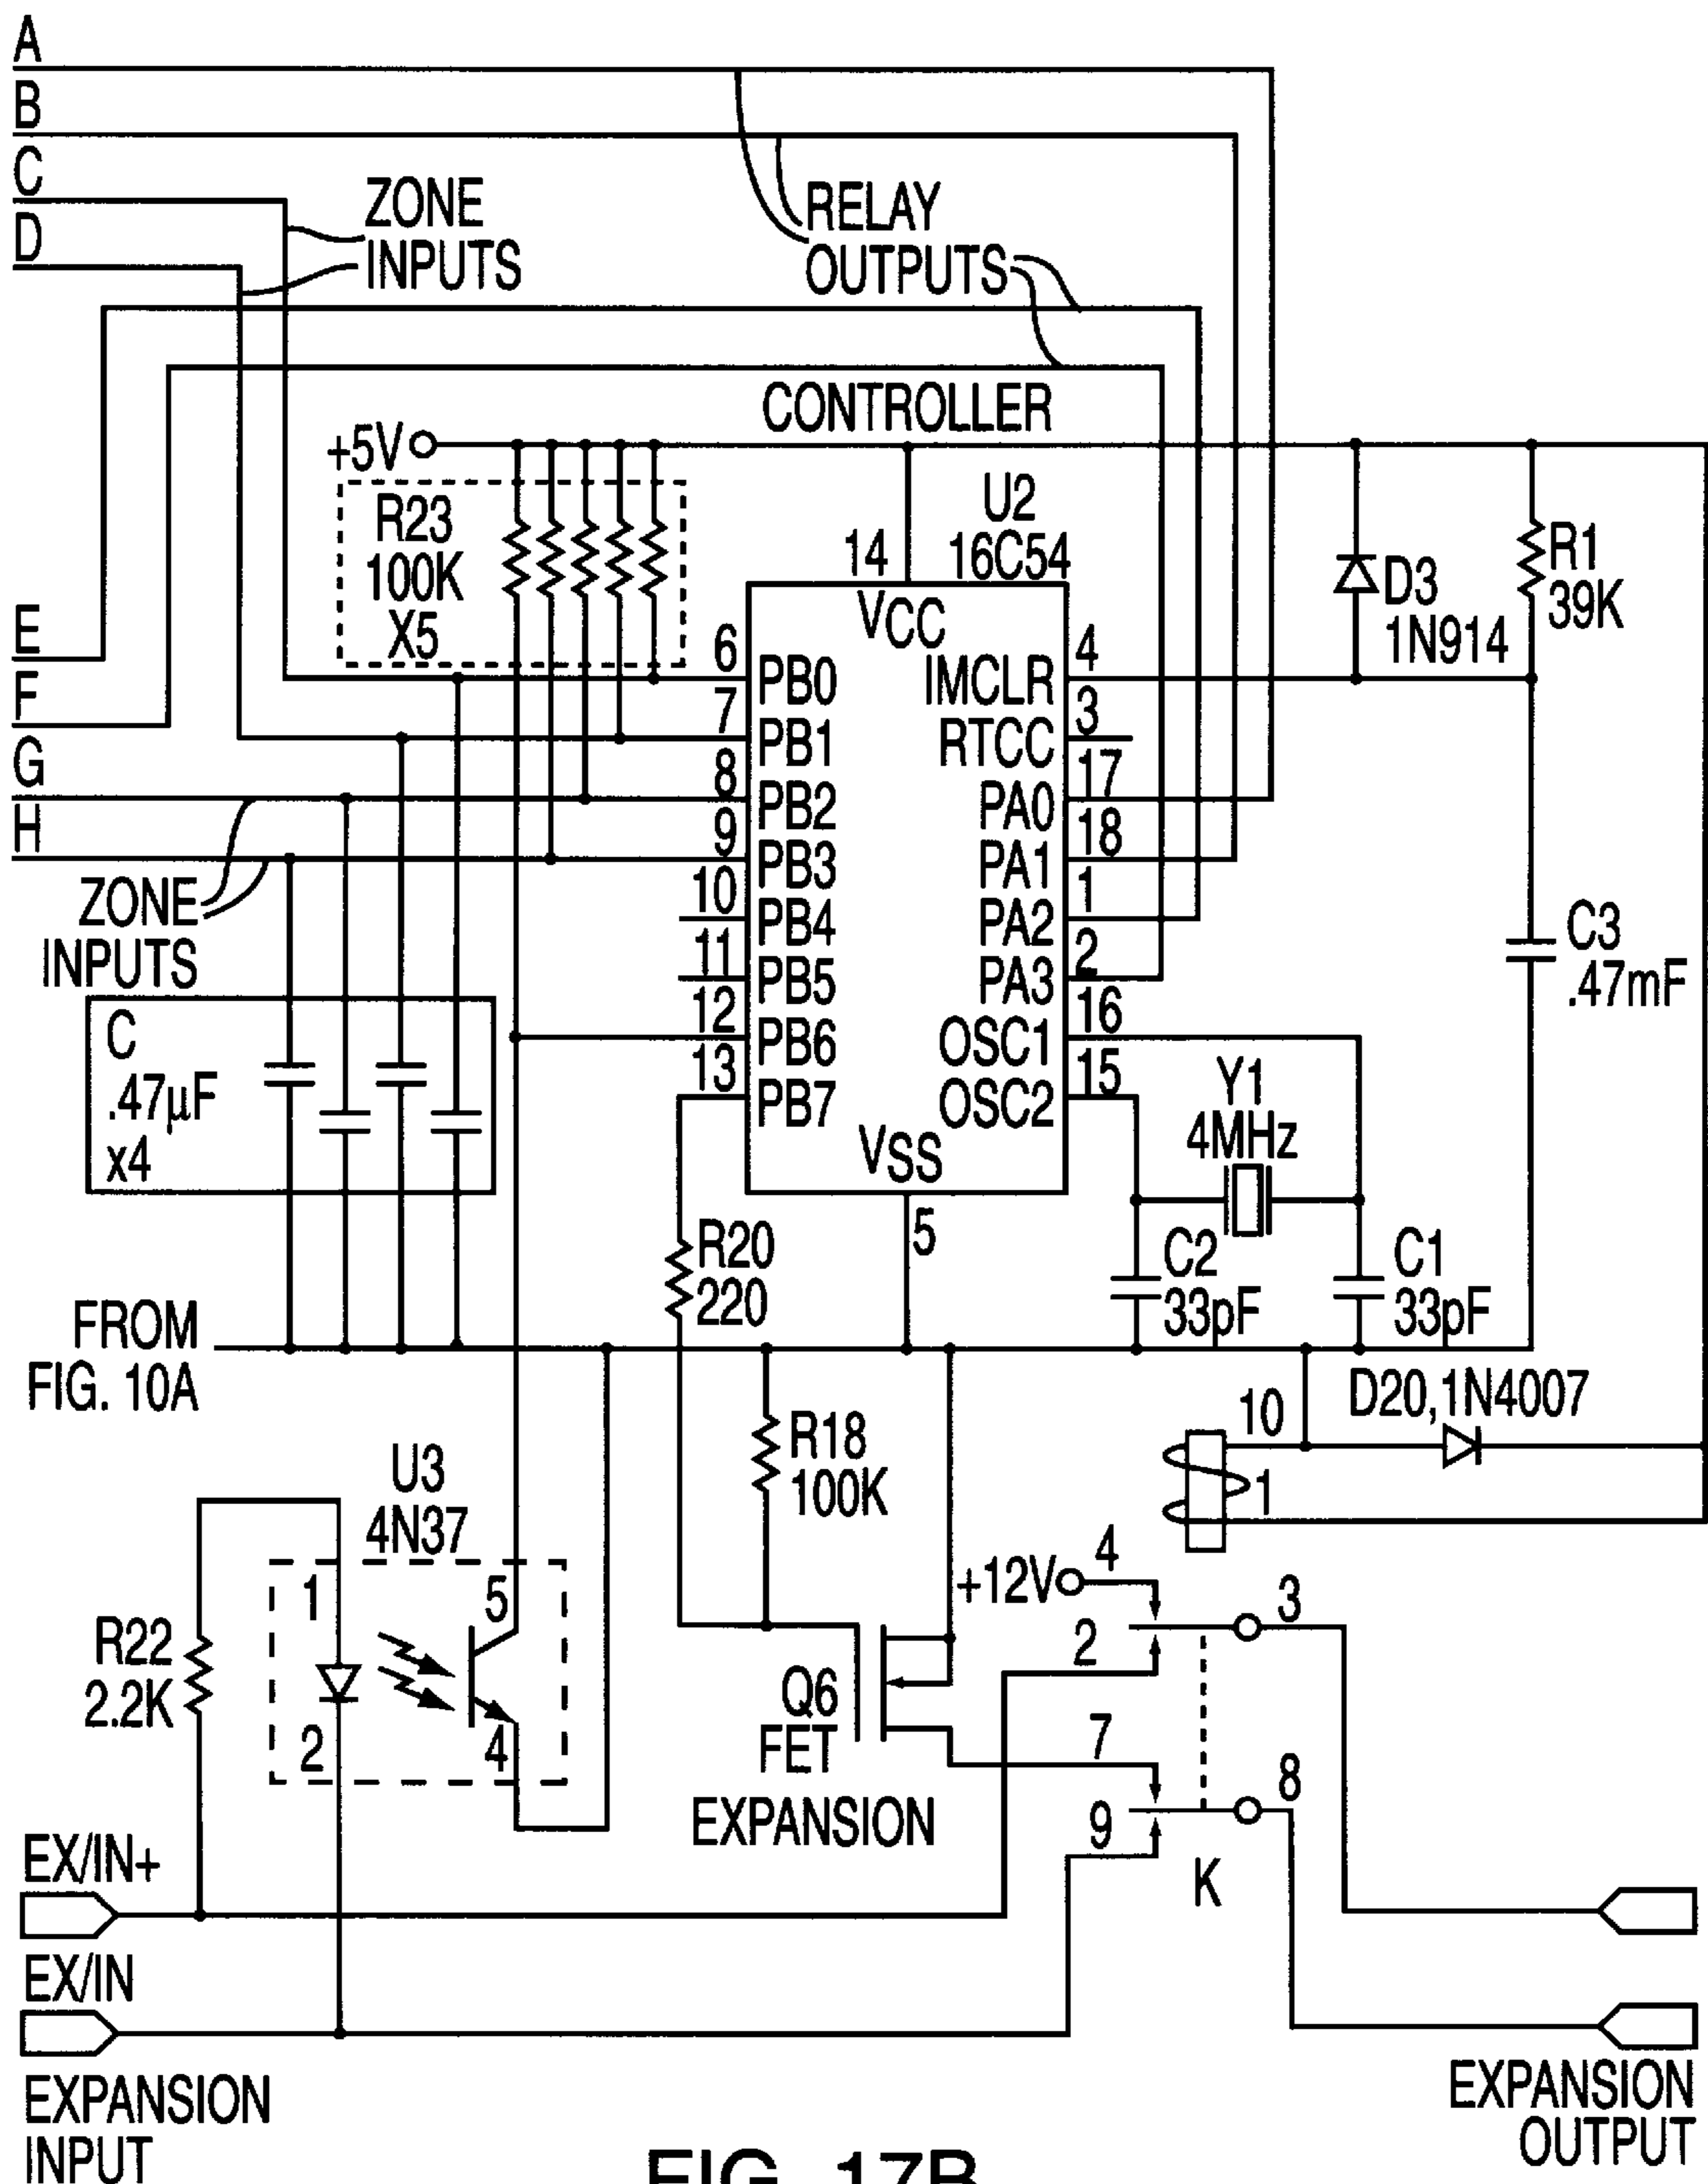 A
B
C
D
ZONE
INPUTS
RELAY
OUTPUTS
CONTROLLER
+5V
R23
100K
X5
U2
16C54
14
VCC
D3
1N914
R1
39K
E
F
G
H
6
PB0
7
PB1
8
PB2
9
PB3
10
PB4
11
PB5
12
PB6
13
PB7
IMCLR
4
RTCC
3
PA0
17
PA1
18
PA2
1
PA3
2
OSC1
16
OSC2
15
VSS
5
ZONE
INPUTS
C
.47µF
x4
C3
.47mF
Y1
4MHz
R20
220
C2
33pF
C1
33pF
FROM
FIG. 10A
D20,1N4007
10
1
R18
100K
U3
4N37
1
5
2
4
R22
2.2K
+12V
4
2
3
Q6
FET
EXPANSION
7
9
8
K
EX/IN+
EX/IN
EXPANSION
INPUT
EXPANSION
OUTPUT
FIG. 17B